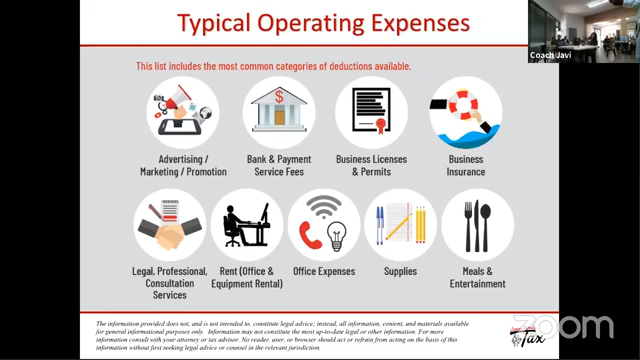 Typical Operating Expenses
Coach Javi
This list includes the most common categories of deductions available.
$
Advertising /
Marketing / Promotion
Bank & Payment
Service Fees
Business Licenses
& Permits
Business
Insurance
Legal, Professional,
Consultation
Services
Rent (Office &
Equipment Rental)
Office Expenses
Supplies
Meals &
Entertainment
The information provided does not, and is not intended to, constitute legal advice; instead, all information, content, and materials available
for general informational purposes only. Information may not constitute the most up-to-date legal or other information. For more
information consult with your attorney or tax advisor. No reader, user, or browser should act or refrain from acting on the basis of this
information without first seeking legal advice or counsel in the relevant jurisdiction.
Tax
zoom